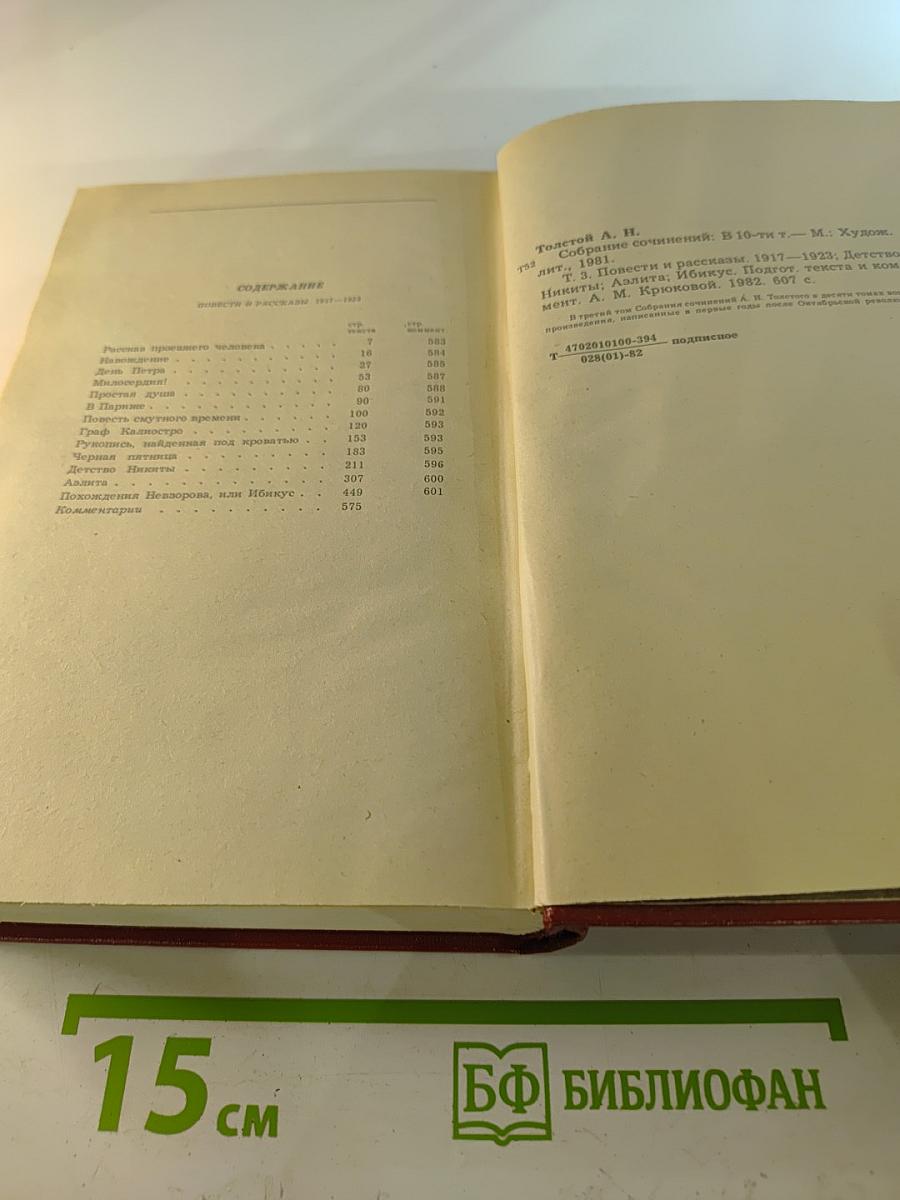 СОДЕРЖАНИЕ
ПОВЕСТИ И РАССКАЗЫ 1917—1923
стр. текста стр. коммент
Рассказ проезжего человека . . . . . 7 583
Наваждение . . . . . . . . . . . 16 584
День Петра . . . . . . . . . . . 27 585
Милосердия! . . . . . . . . . . 53 587
Простая душа . . . . . . . . . . 80 588
В Париже . . . . . . . . . . . . 90 591
Повесть смутного времени . . . . . . 100 592
Граф Калиостро . . . . . . . . . 120 593
Рукопись, найденная под кроватью . . 153 593
Черная пятница . . . . . . . . . 183 595
Детство Никиты . . . . . . . . . 211 596
Аэлита . . . . . . . . . . . . . 307 600
Похождения Невзорова, или Ибикус . . 449 601
Комментарии . . . . . . . . . . 575
Толстой А. Н.
Т52 Собрание сочинений: В 10-ти т.— М.: Худож.
лит., 1981.
Т. 3. Повести и рассказы. 1917—1923; Детство
Никиты; Аэлита; Ибикус. Подгот. текста и ком
мент. А. М. Крюковой. 1982. 607 с.
В третий том Собрания сочинений А. Н. Толстого в десяти томах
произведения, написанные в первые годы после Октябрьской
Т 4702010100-394 подписное
028(01)-82
15 см
БФ БИБЛИОФАН